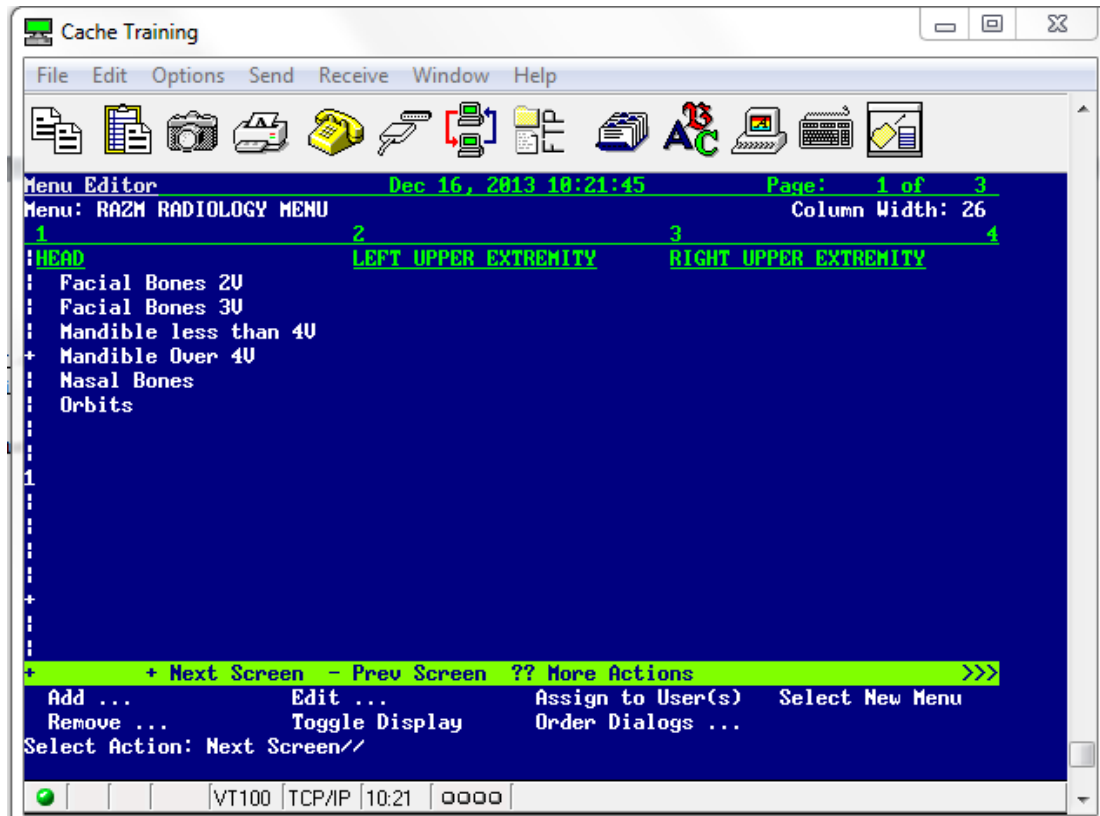 Cache Training
File Edit Options Send Receive Window Help
Menu Editor Dec 16, 2013 10:21:45 Page: 1 of 3
Menu: RAZM RADIOLOGY MENU Column Width: 26
1 2 3 4
¦HEAD LEFT UPPER EXTREMITY RIGHT UPPER EXTREMITY
¦ Facial Bones 2V
¦ Facial Bones 3V
¦ Mandible less than 4V
+ Mandible Over 4V
¦ Nasal Bones
¦ Orbits
¦
¦
1
¦
¦
¦
¦
+
¦
¦
+ + Next Screen - Prev Screen ?? More Actions >>>
Add ... Edit ... Assign to User(s) Select New Menu
Remove ... Toggle Display Order Dialogs ...
Select Action: Next Screen//
VT100 TCP/IP 10:21